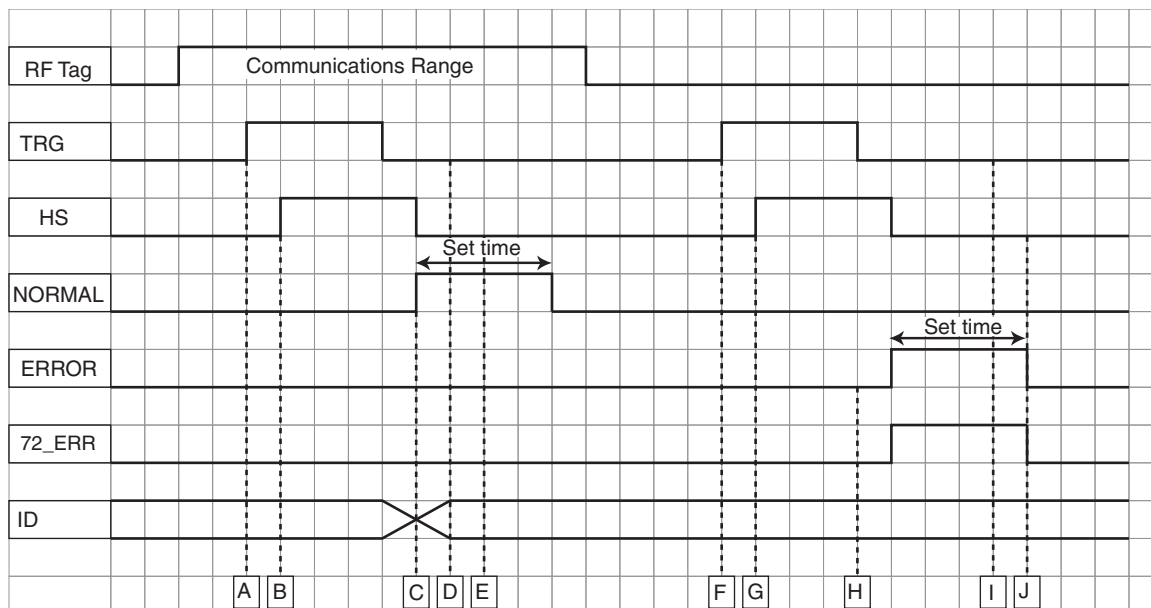 RF Tag
Communications Range
TRG
HS
Set time
NORMAL
Set time
ERROR
72_ERR
ID
A B C D E F G H I J